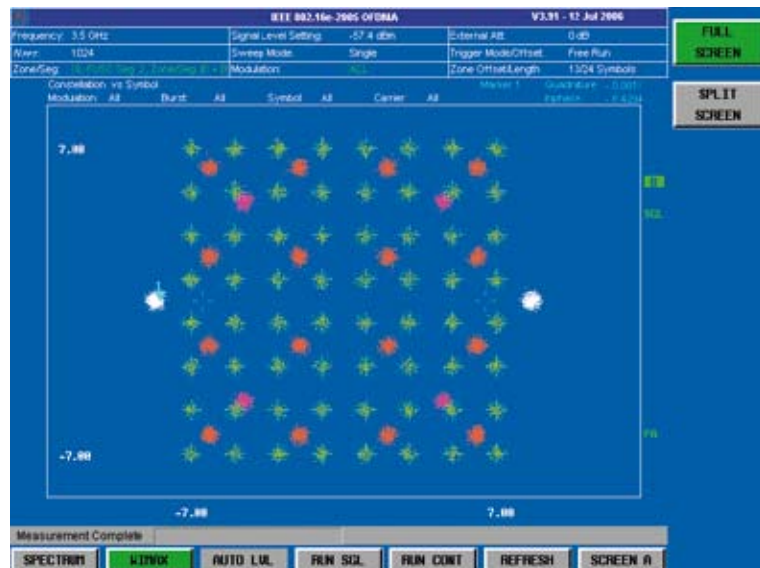 IEEE 802.16e-2005 OFDMA V3.91 - 12 Jul 2006
Frequency: 3.5 GHz Signal Level Setting: -57.4 dBm External Att: 0 dB
NFFT: 1024 Sweep Mode: Single Trigger Mode/Offset: Free Run
Zone/Seg: Modulation: ALL Zone Offset/Length 13/24 Symbols
Constellation vs Symbol Marker 1 Quadrature
Modulation: All Burst: All Symbol: All Carrier: All
7.00
SGL
-7.00
-7.00 7.00
Measurement Complete
SPECTRUM WIMAX AUTO LVL RUN SGL RUN CONT REFRESH SCREEN A
FULL SCREEN
SPLIT SCREEN